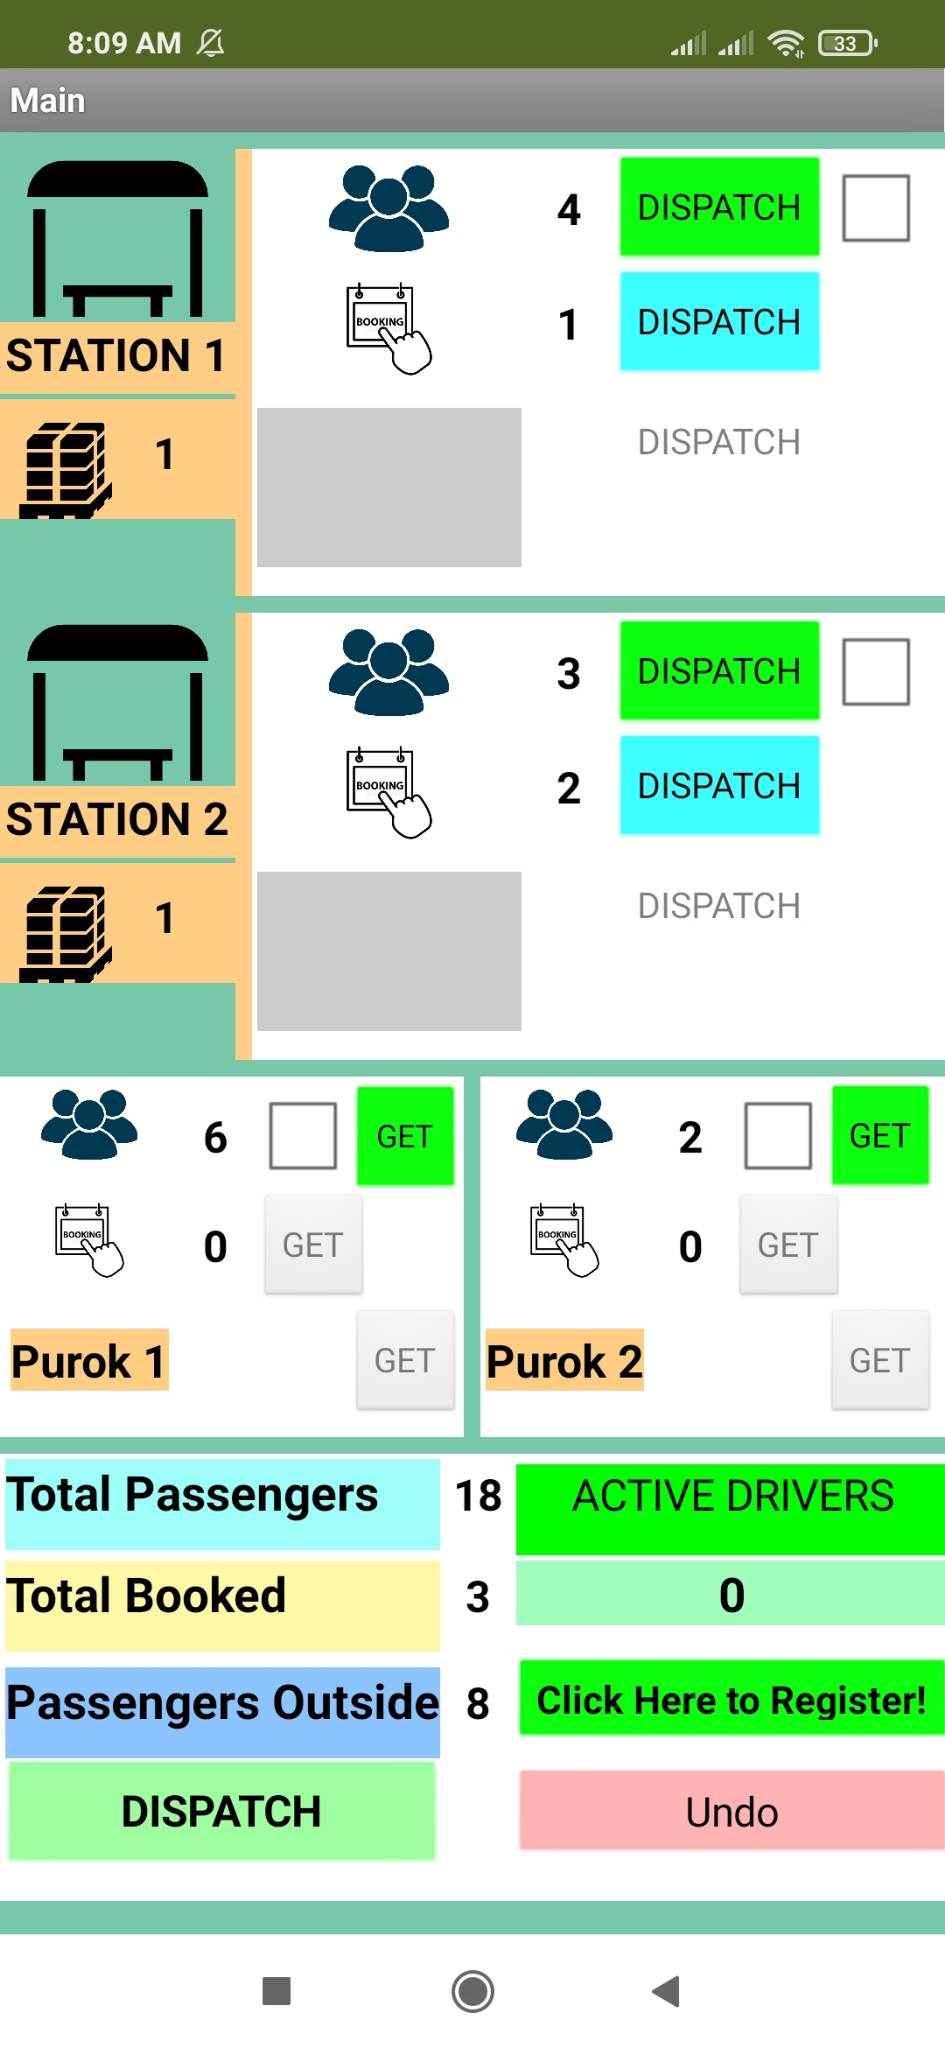 8:09 AM 33
Main
4 DISPATCH
BOOKING 1 DISPATCH
STATION 1
1 DISPATCH
3 DISPATCH
BOOKING 2 DISPATCH
STATION 2
1 DISPATCH
6 GET
BOOKING 0 GET
Purok 1 GET
2 GET
BOOKING 0 GET
Purok 2 GET
Total Passengers 18 ACTIVE DRIVERS
Total Booked 3 0
Passengers Outside 8 Click Here to Register!
DISPATCH Undo